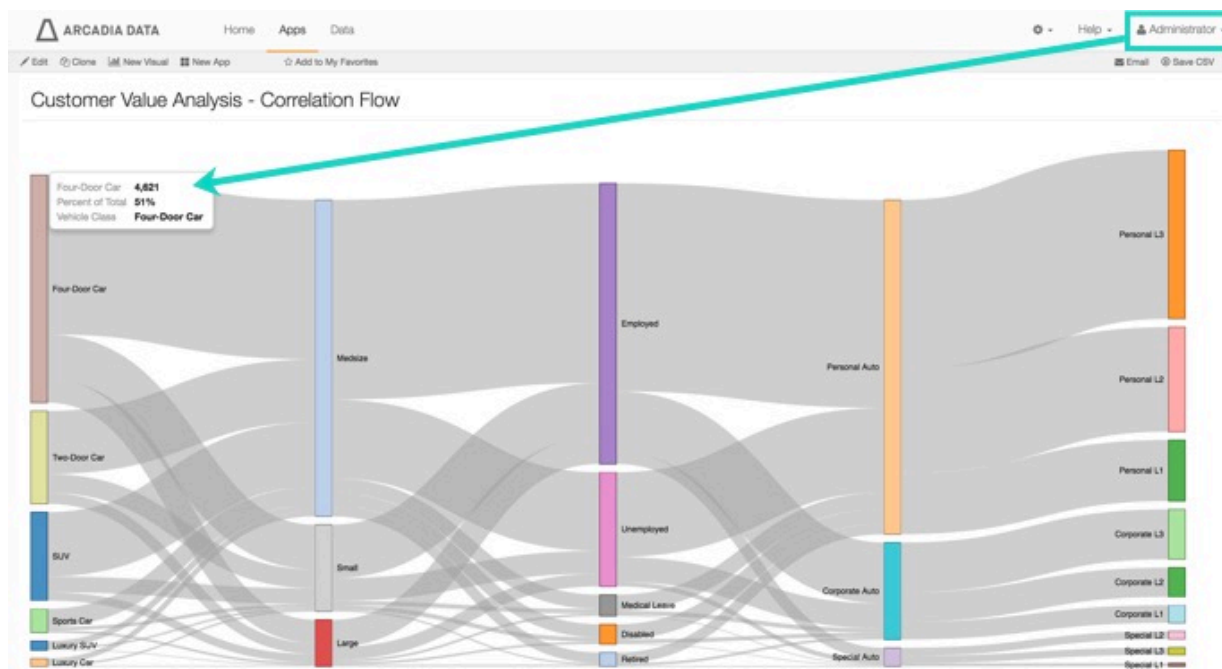 ARCADIA DATA Home Apps Data Help Administrator
Edit Clone New Visual New App Add to My Favorites Email Save CSV
Customer Value Analysis - Correlation Flow
Four-Door Car 4,621
Percent of Total 51%
Vehicle Class Four-Door Car
Four-Door Car
Two-Door Car
SUV
Sports Car
Luxury SUV
Luxury Car
Medsize
Small
Large
Employed
Unemployed
Medical Leave
Disabled
Retired
Personal Auto
Corporate Auto
Special Auto
Personal L3
Personal L2
Personal L1
Corporate L3
Corporate L2
Corporate L1
Special L2
Special L3
Special L1